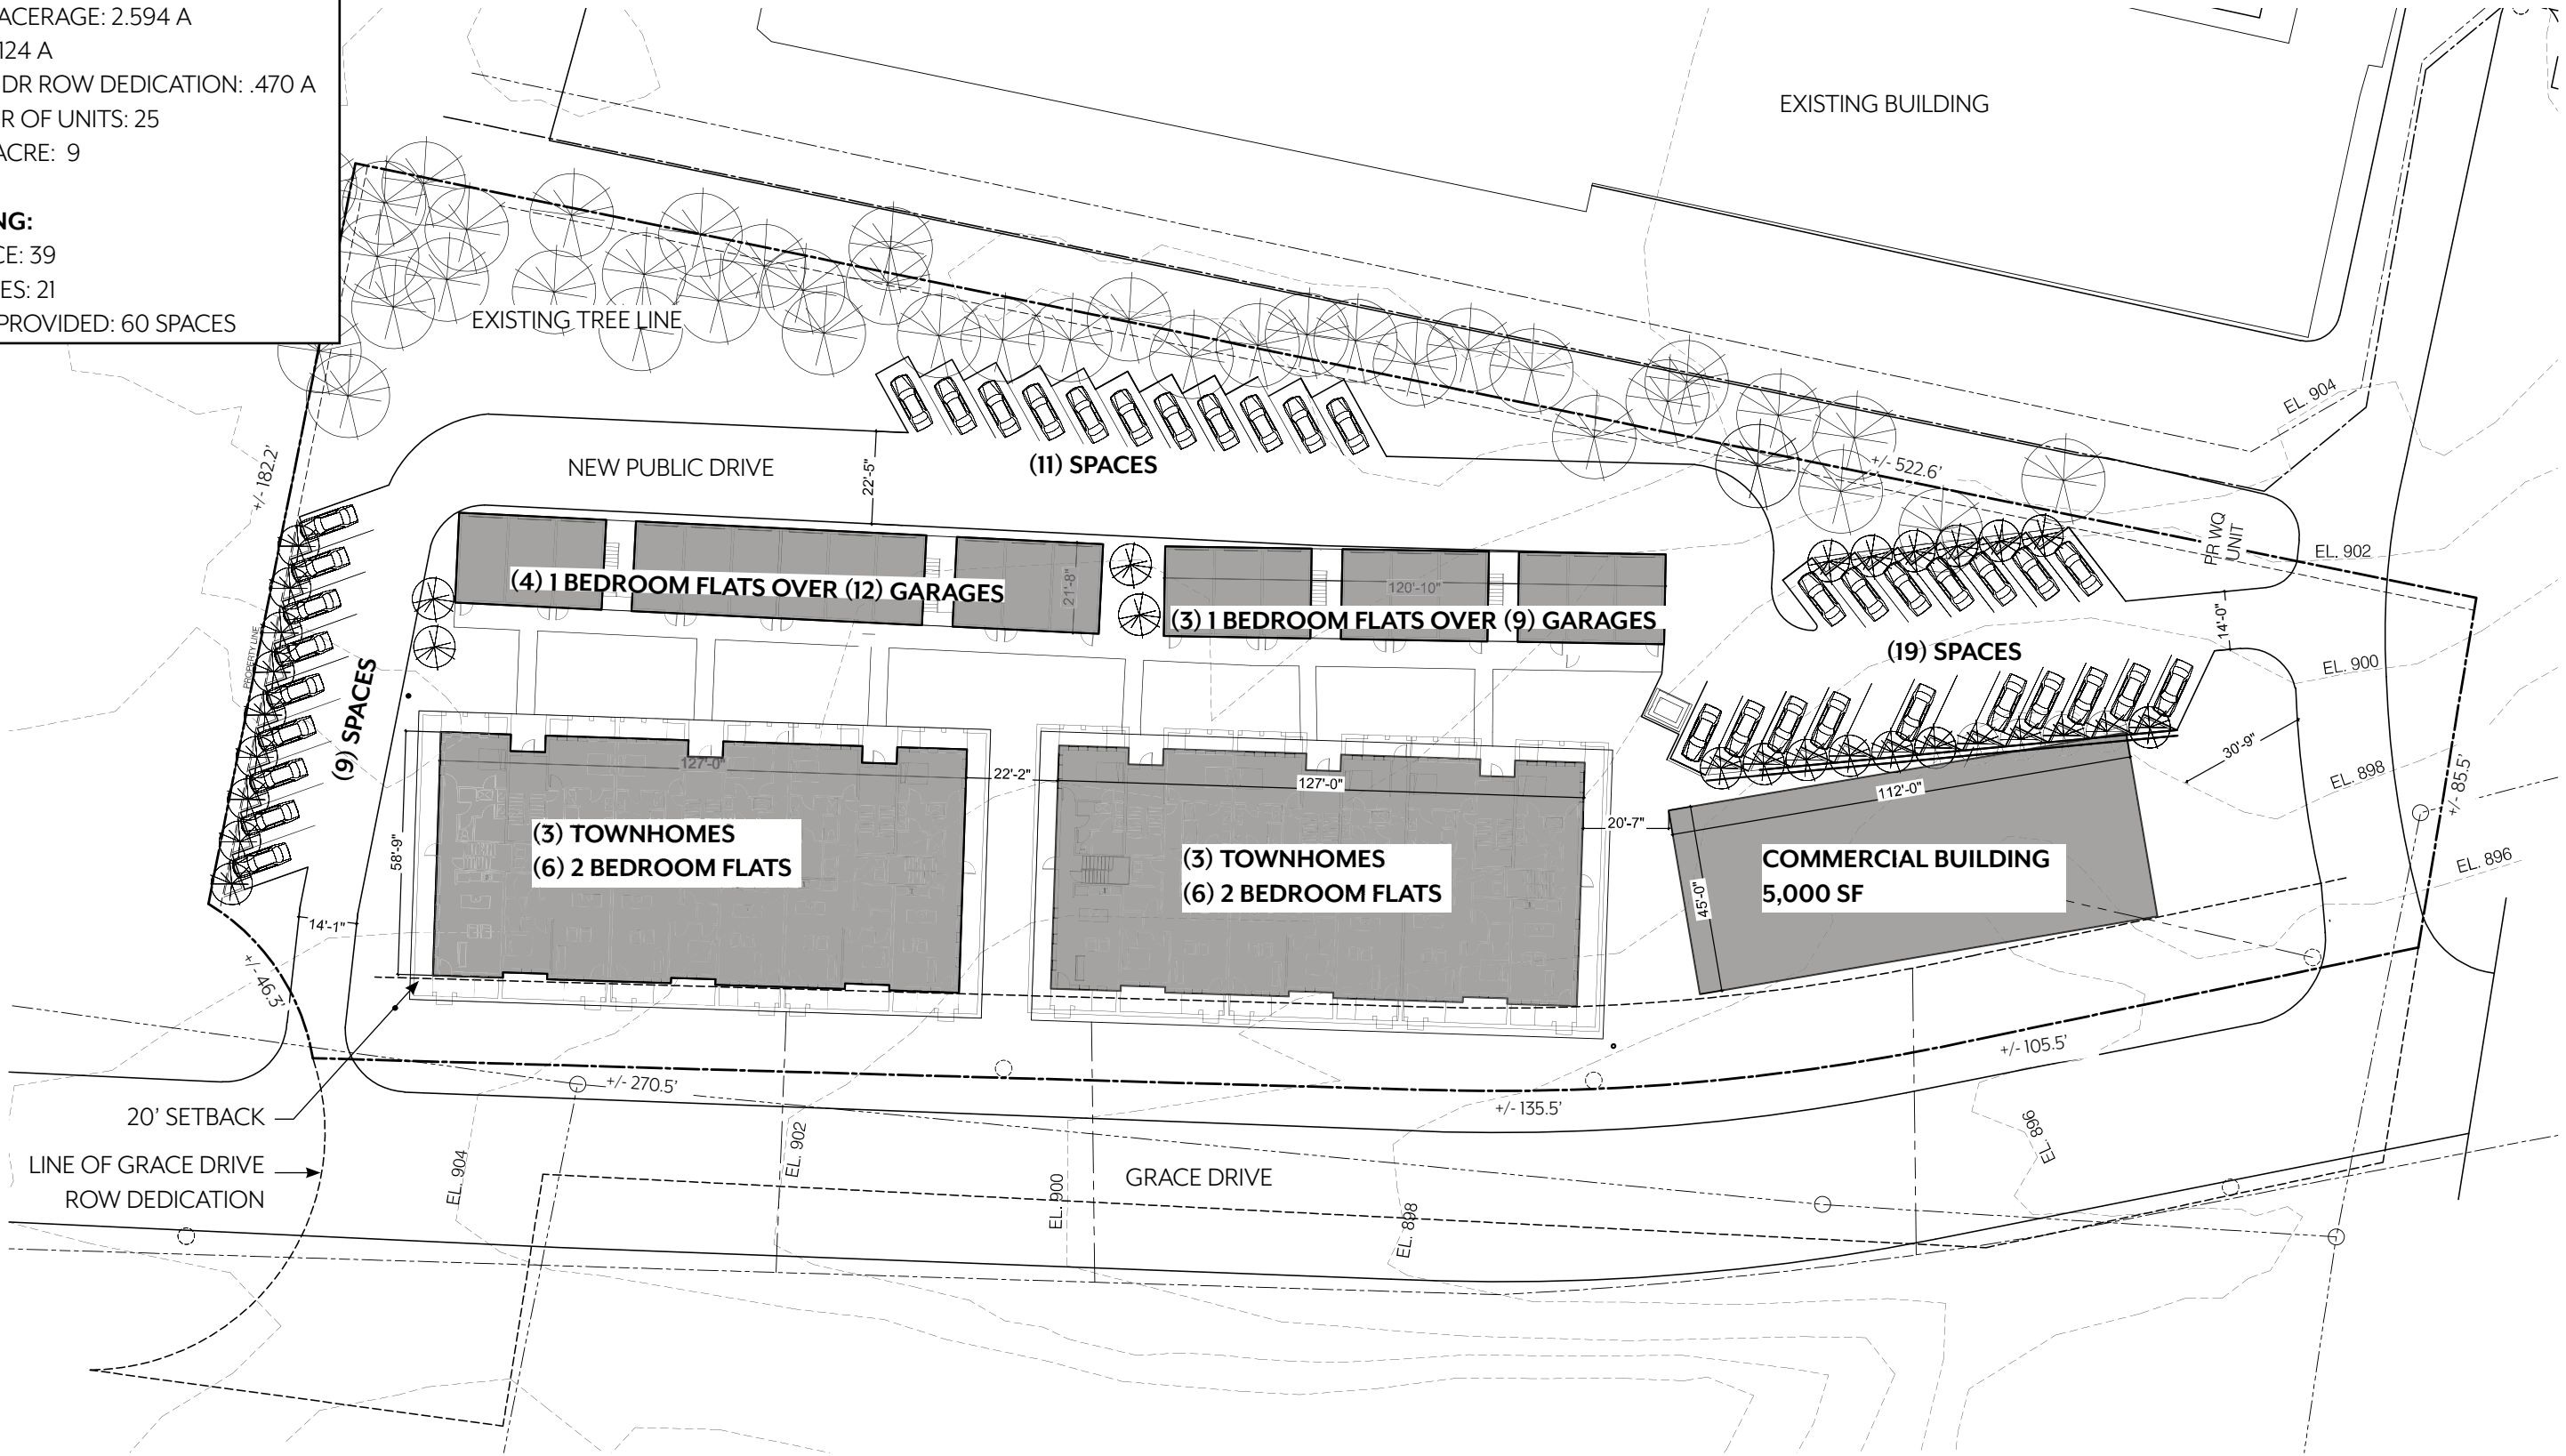 ACERAGE: 2.594 A
124 A
DR ROW DEDICATION: .470 A
R OF UNITS: 25
ACRE: 9
NG:
CE: 39
ES: 21
PROVIDED: 60 SPACES
EXISTING BUILDING
EXISTING TREE LINE
EL. 904
+/- 182.2'
NEW PUBLIC DRIVE
22'-5"
(11) SPACES
+/- 522.6'
PR WQ
UNIT
EL. 902
(4) 1 BEDROOM FLATS OVER (12) GARAGES
21'-8"
120'-10"
(3) 1 BEDROOM FLATS OVER (9) GARAGES
14'-0"
(19) SPACES
EL. 900
PROPERTY LINE
(9) SPACES
30'-9"
EL. 898
+/- 85.5'
127'-0"
22'-2"
127'-0"
112'-0"
20'-7"
58'-9"
(3) TOWNHOMES
(6) 2 BEDROOM FLATS
(3) TOWNHOMES
(6) 2 BEDROOM FLATS
COMMERCIAL BUILDING
5,000 SF
45'-0"
EL. 896
14'-1"
+/- 46.3'
+/- 105.5'
+/- 270.5'
+/- 135.5'
20' SETBACK
LINE OF GRACE DRIVE
ROW DEDICATION
EL. 904
EL. 902
EL. 900
EL. 898
EL. 896
GRACE DRIVE